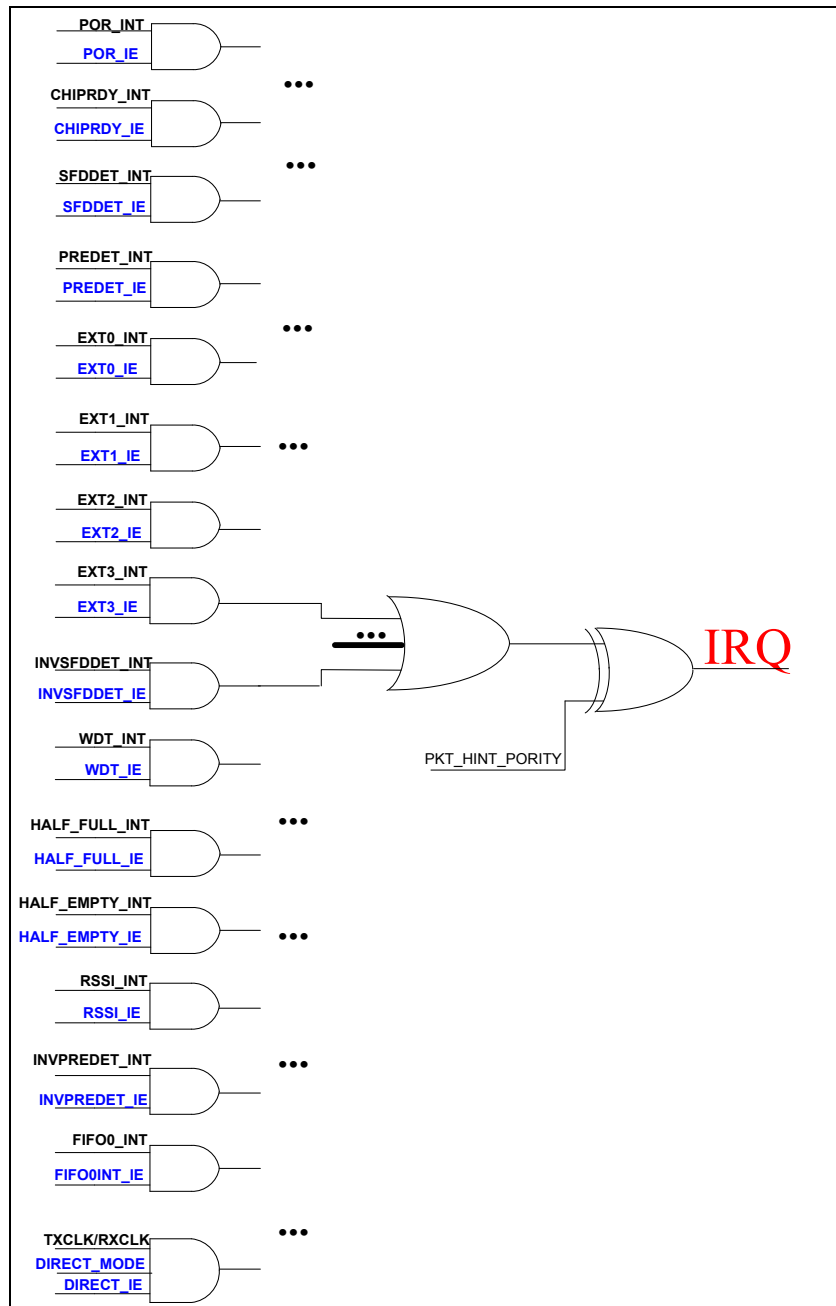 POR_INT
POR_IE
CHIPRDY_INT
CHIPRDY_IE
SFDDET_INT
SFDDET_IE
PREDET_INT
PREDET_IE
EXT0_INT
EXT0_IE
EXT1_INT
EXT1_IE
EXT2_INT
EXT2_IE
EXT3_INT
EXT3_IE
INVSFDDET_INT
INVSFDDET_IE
IRQ
WDT_INT
WDT_IE
PKT_HINT_PORITY
HALF_FULL_INT
HALF_FULL_IE
HALF_EMPTY_INT
HALF_EMPTY_IE
RSSI_INT
RSSI_IE
INVPREDET_INT
INVPREDET_IE
FIFO0_INT
FIFO0INT_IE
TXCLK/RXCLK
DIRECT_MODE
DIRECT_IE